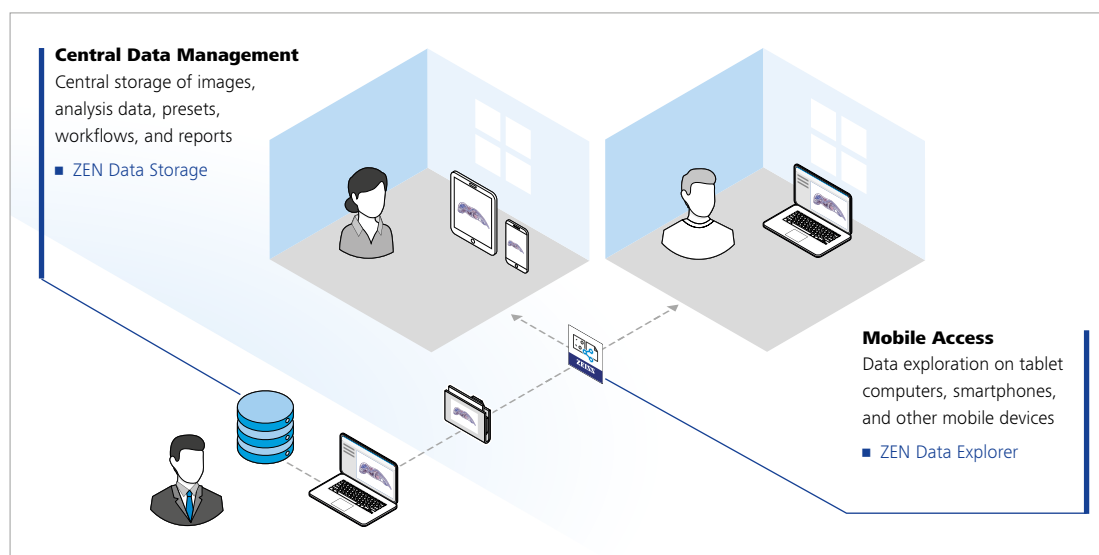 Central Data Management
Central storage of images,
analysis data, presets,
workflows, and reports
■ ZEN Data Storage
ZEISS
Mobile Access
Data exploration on tablet
computers, smartphones,
and other mobile devices
■ ZEN Data Explorer